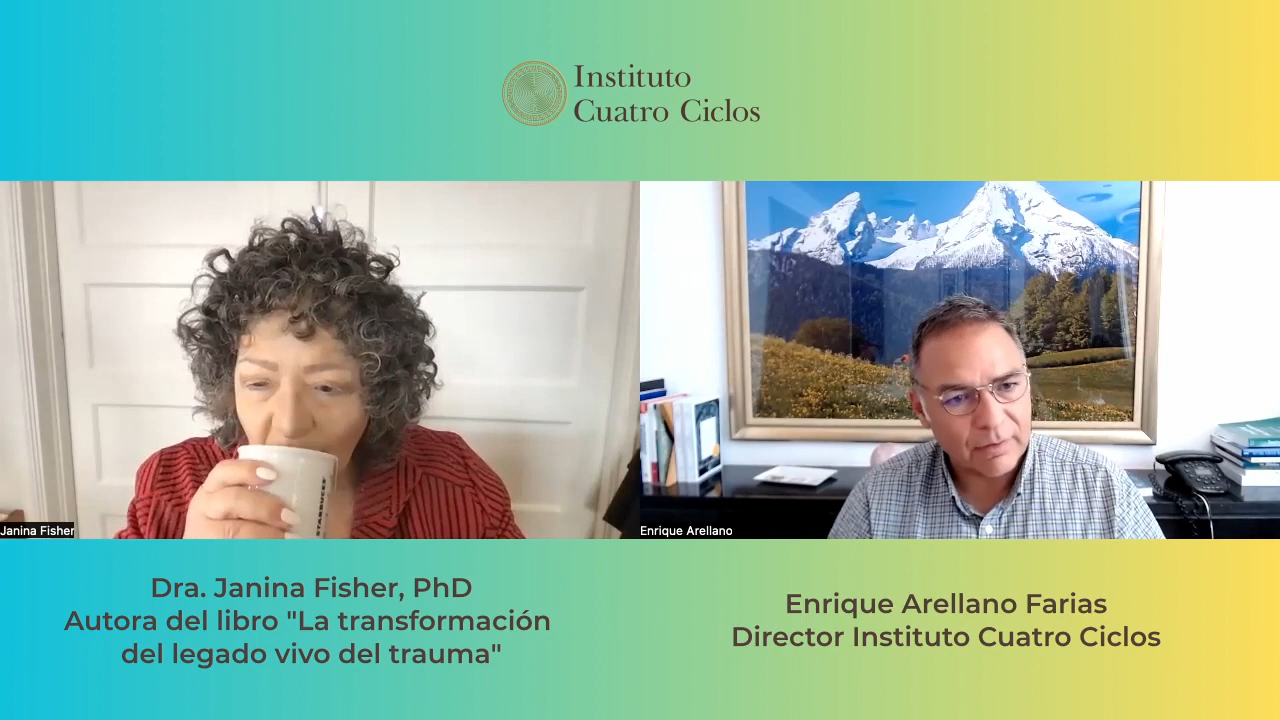 Instituto
Cuatro Ciclos
STARBUCKS
Janina Fisher
Enrique Arellano
Dra. Janina Fisher, PhD
Autora del libro "La transformación
del legado vivo del trauma"
Enrique Arellano Farias
Director Instituto Cuatro Ciclos